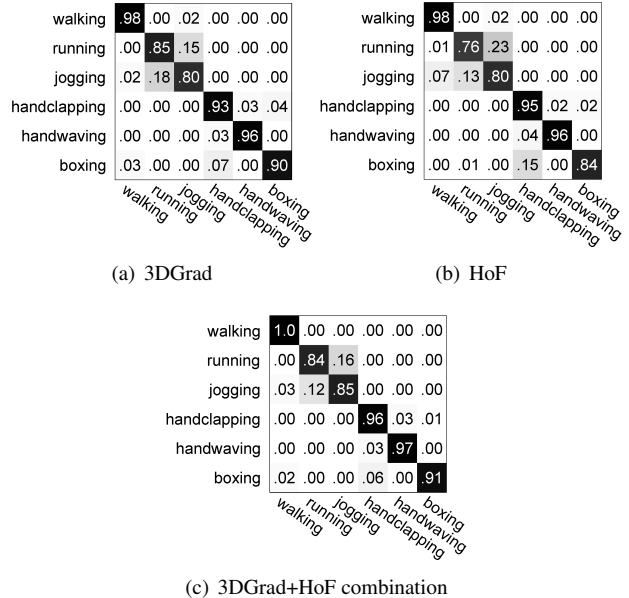 walking .98 .00 .02 .00 .00 .00
running .00 .85 .15 .00 .00 .00
jogging .02 .18 .80 .00 .00 .00
handclapping .00 .00 .00 .93 .03 .04
handwaving .00 .00 .00 .03 .96 .00
boxing .03 .00 .00 .07 .00 .90
walking running jogging handclapping handwaving boxing
(a) 3DGrad
walking .98 .00 .02 .00 .00 .00
running .01 .76 .23 .00 .00 .00
jogging .07 .13 .80 .00 .00 .00
handclapping .00 .00 .00 .95 .02 .02
handwaving .00 .00 .00 .04 .96 .00
boxing .00 .01 .00 .15 .00 .84
walking running jogging handclapping handwaving boxing
(b) HoF
walking 1.0 .00 .00 .00 .00 .00
running .00 .84 .16 .00 .00 .00
jogging .03 .12 .85 .00 .00 .00
handclapping .00 .00 .00 .96 .03 .01
handwaving .00 .00 .00 .03 .97 .00
boxing .02 .00 .00 .06 .00 .91
walking running jogging handclapping handwaving boxing
(c) 3DGrad+HoF combination